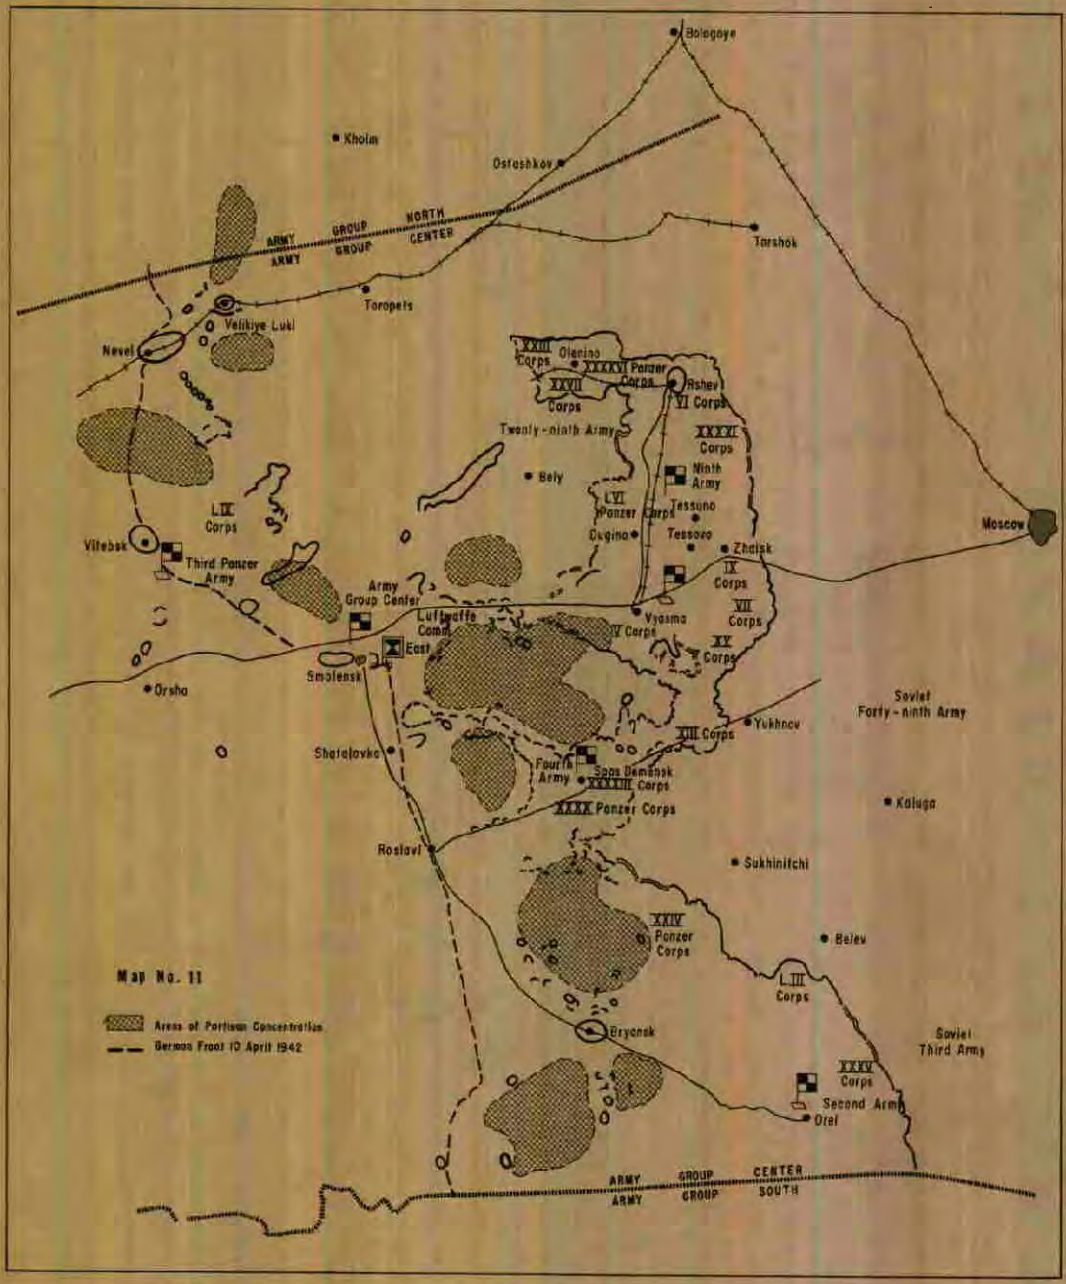 Bologoye
Kholm
Ostashkov
ARMY GROUP NORTH
ARMY GROUP CENTER
Torshok
Toropets
Velikiye Luki
Nevel
XXIII
Corps
Olenino
XXXXVI Panzer
Corps
Rshev
XXVII
Corps
VI Corps
Twenty-ninth Army
XXXXI
Corps
Bely
Ninth
Army
LVI
Panzer Corps
Tessuno
LIX
Corps
Moscow
Vitebsk
Dugino
Tessovo
Zhatsk
Third Panzer
Army
IX
Corps
Army
Group Center
Luftwaffe
Comm.
East
Vyasma
V Corps
VII
Corps
XX
Corps
Smolensk
Orsha
Soviet
Forty-ninth Army
Yukhnov
XIII Corps
Shatalovka
Fourth
Army
Spas Demensk
XXXXIII Corps
Kaluga
XXXX Panzer Corps
Roslavl
Sukhinitchi
XXIV
Panzer
Corps
Belev
Map No. 11
LIII
Corps
Areas of Partisan Concentration
German Front 10 April 1942
Bryansk
Soviet
Third Army
XXXV
Corps
Second Army
Orel
ARMY GROUP CENTER
ARMY GROUP SOUTH